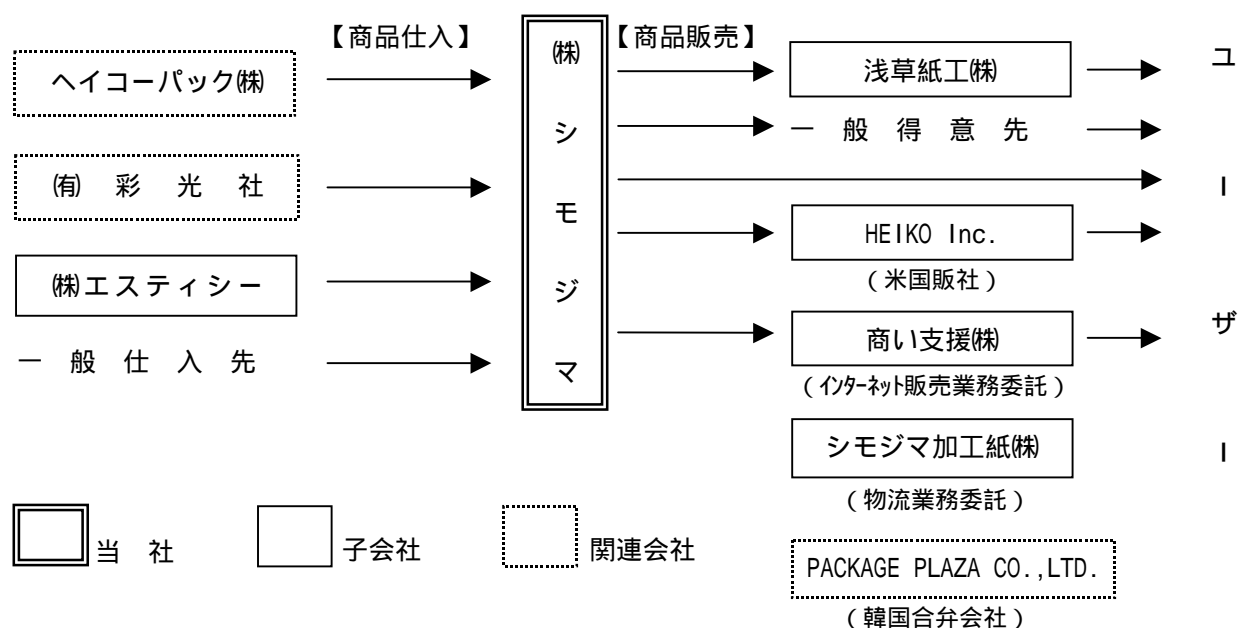 【商品仕入】
【商品販売】
ヘイコーパック㈱
㈲ 彩 光 社
㈱エスティシー
一 般 仕 入 先
㈱シモジマ
浅草紙工㈱
一 般 得 意 先
HEIKO Inc.
(米国販社)
商い支援㈱
(インターネット販売業務委託)
シモジマ加工紙㈱
(物流業務委託)
PACKAGE PLAZA CO.,LTD.
(韓国合弁会社)
ユーザー
当 社
子会社
関連会社